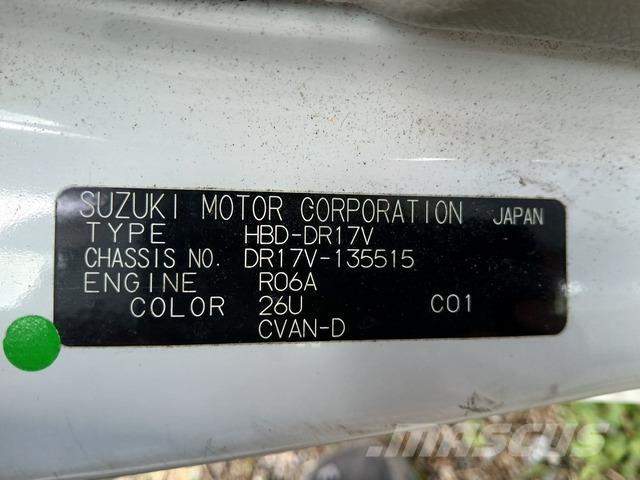 SUZUKI MOTOR CORPORATION JAPAN
TYPE HBD-DR17V
CHASSIS NO. DR17V-135515
ENGINE R06A
COLOR 26U C01
CVAN-D
MASCUS